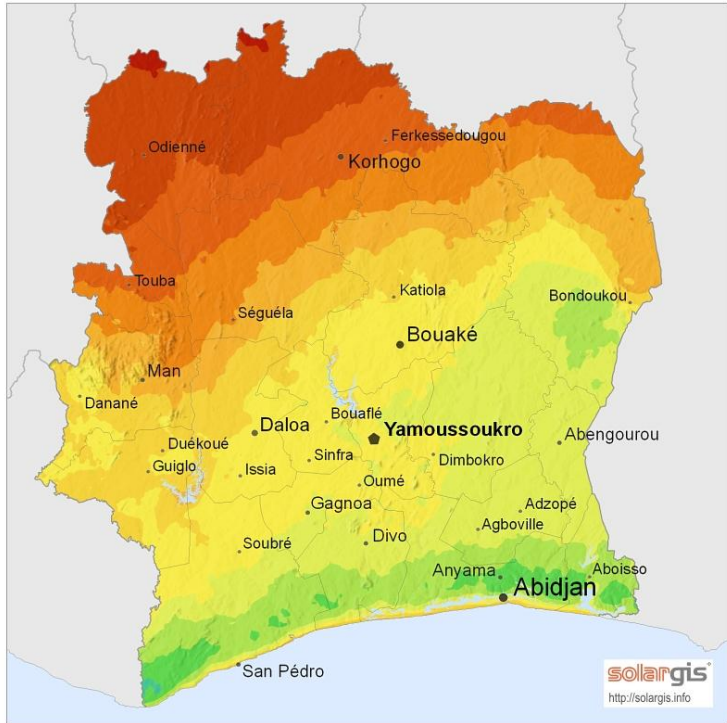 Ferkessedougou
Odienné
Korhogo
Touba
Katiola
Bondoukou
Séguéla
Bouaké
Man
Danané
Bouaflé
Daloa
Yamoussoukro
Abengourou
Duékoué
Sinfra
Dimbokro
Guiglo
Issia
Oumé
Gagnoa
Adzopé
Agboville
Divo
Soubré
Anyama
Aboisso
Abidjan
San Pédro
solargis
http://solargis.info